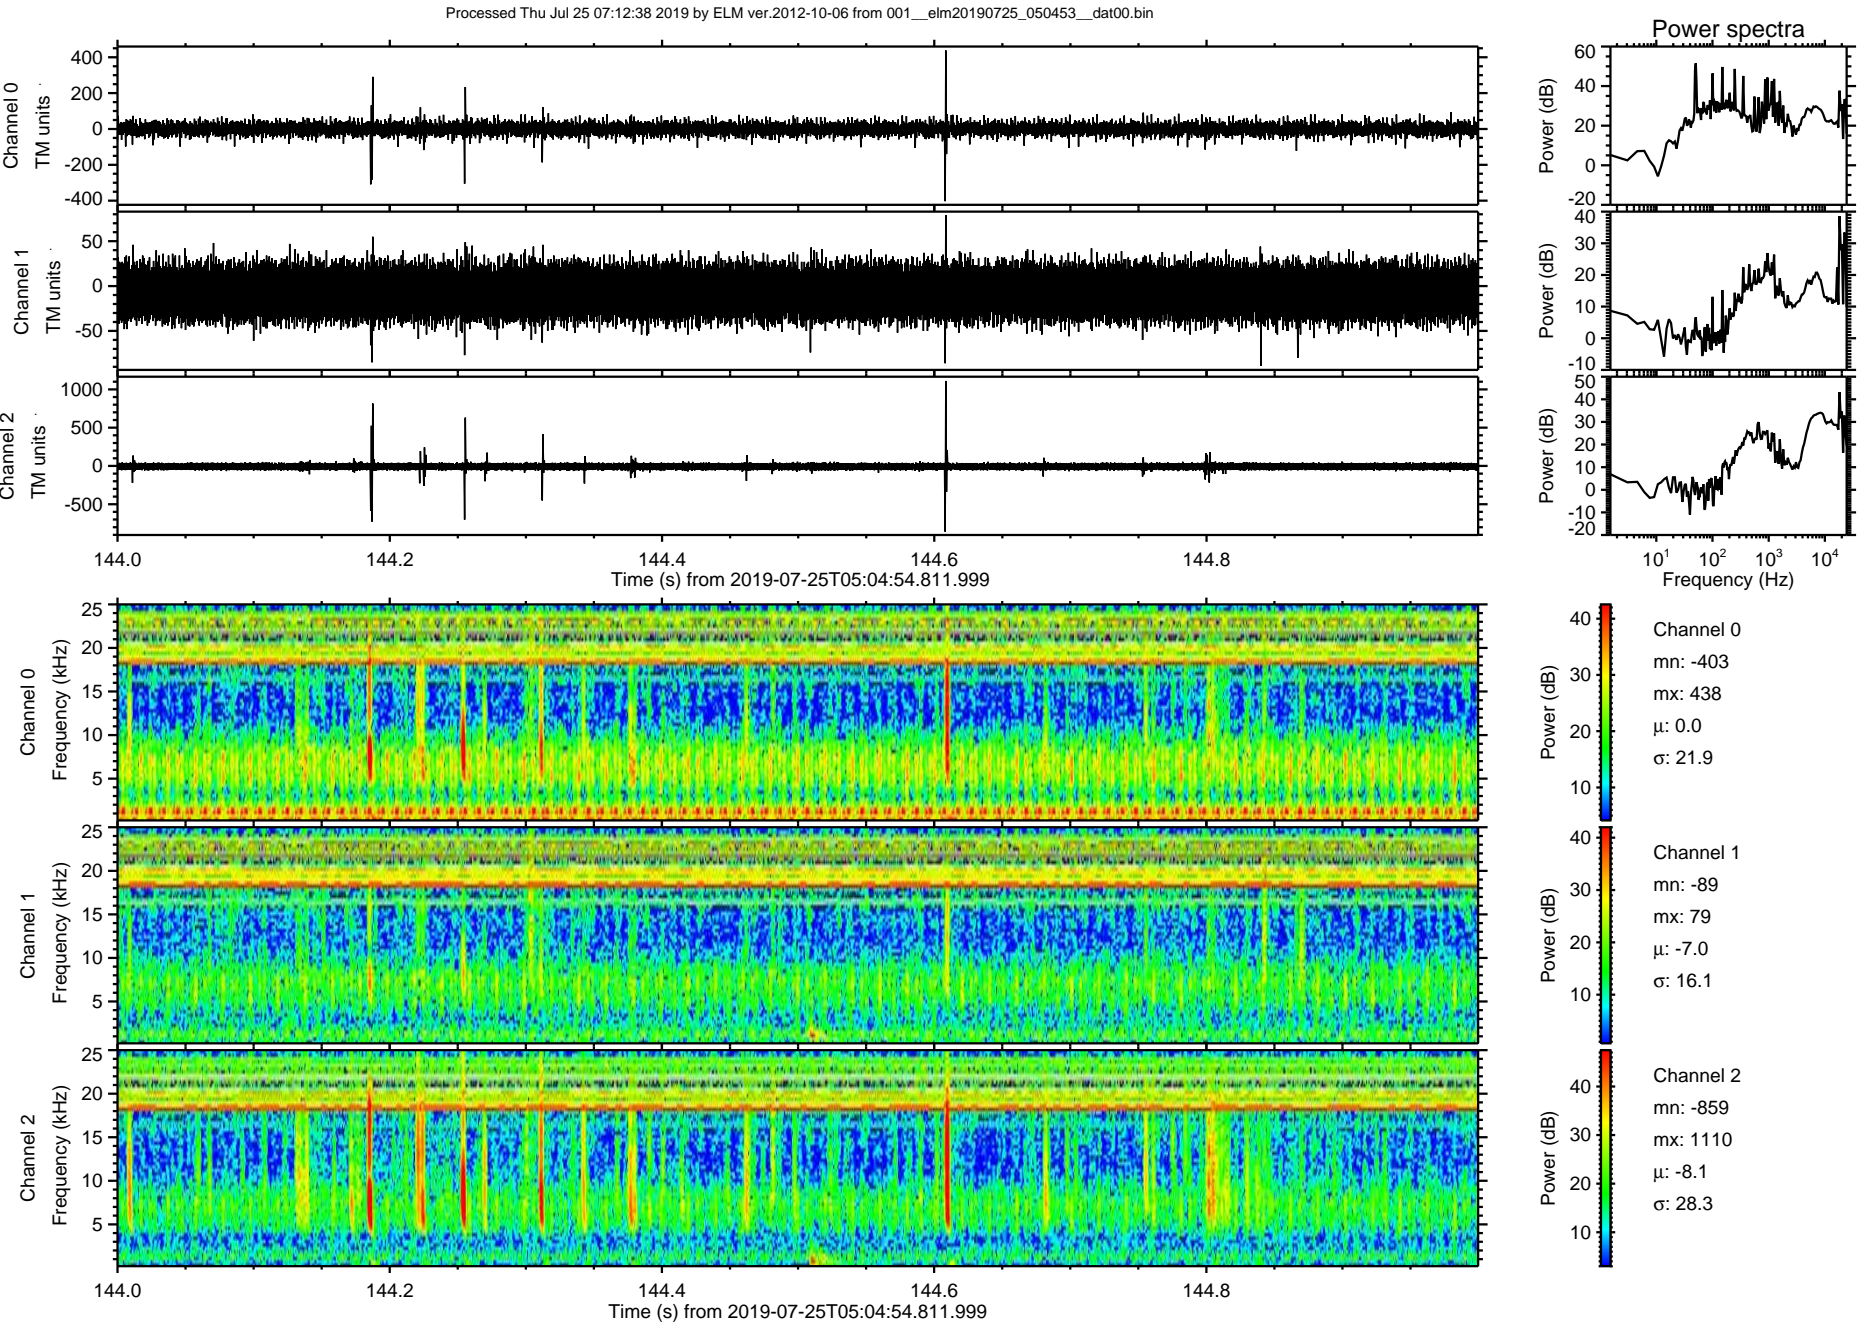 Processed Thu Jul 25 07:12:38 2019 by ELM ver.2012-10-06 from 001__elm20190725_050453__dat00.bin
Power spectra
Channel 0
TM units
400
200
0
-200
-400
Power (dB)
60
40
20
0
-20
Channel 1
TM units
50
0
-50
Power (dB)
40
30
20
10
0
-10
Channel 2
TM units
1000
500
0
-500
Power (dB)
50
40
30
20
10
0
-10
-20
144.0 144.2 144.4 144.6 144.8
Time (s) from 2019-07-25T05:04:54.811.999
10¹ 10² 10³ 10⁴
Frequency (Hz)
Channel 0
Frequency (kHz)
25
20
15
10
5
Power (dB)
40
30
20
10
Channel 0
mn: -403
mx: 438
µ: 0.0
σ: 21.9
Channel 1
Frequency (kHz)
25
20
15
10
5
Power (dB)
40
30
20
10
Channel 1
mn: -89
mx: 79
µ: -7.0
σ: 16.1
Channel 2
Frequency (kHz)
25
20
15
10
5
Power (dB)
40
30
20
10
Channel 2
mn: -859
mx: 1110
µ: -8.1
σ: 28.3
144.0 144.2 144.4 144.6 144.8
Time (s) from 2019-07-25T05:04:54.811.999